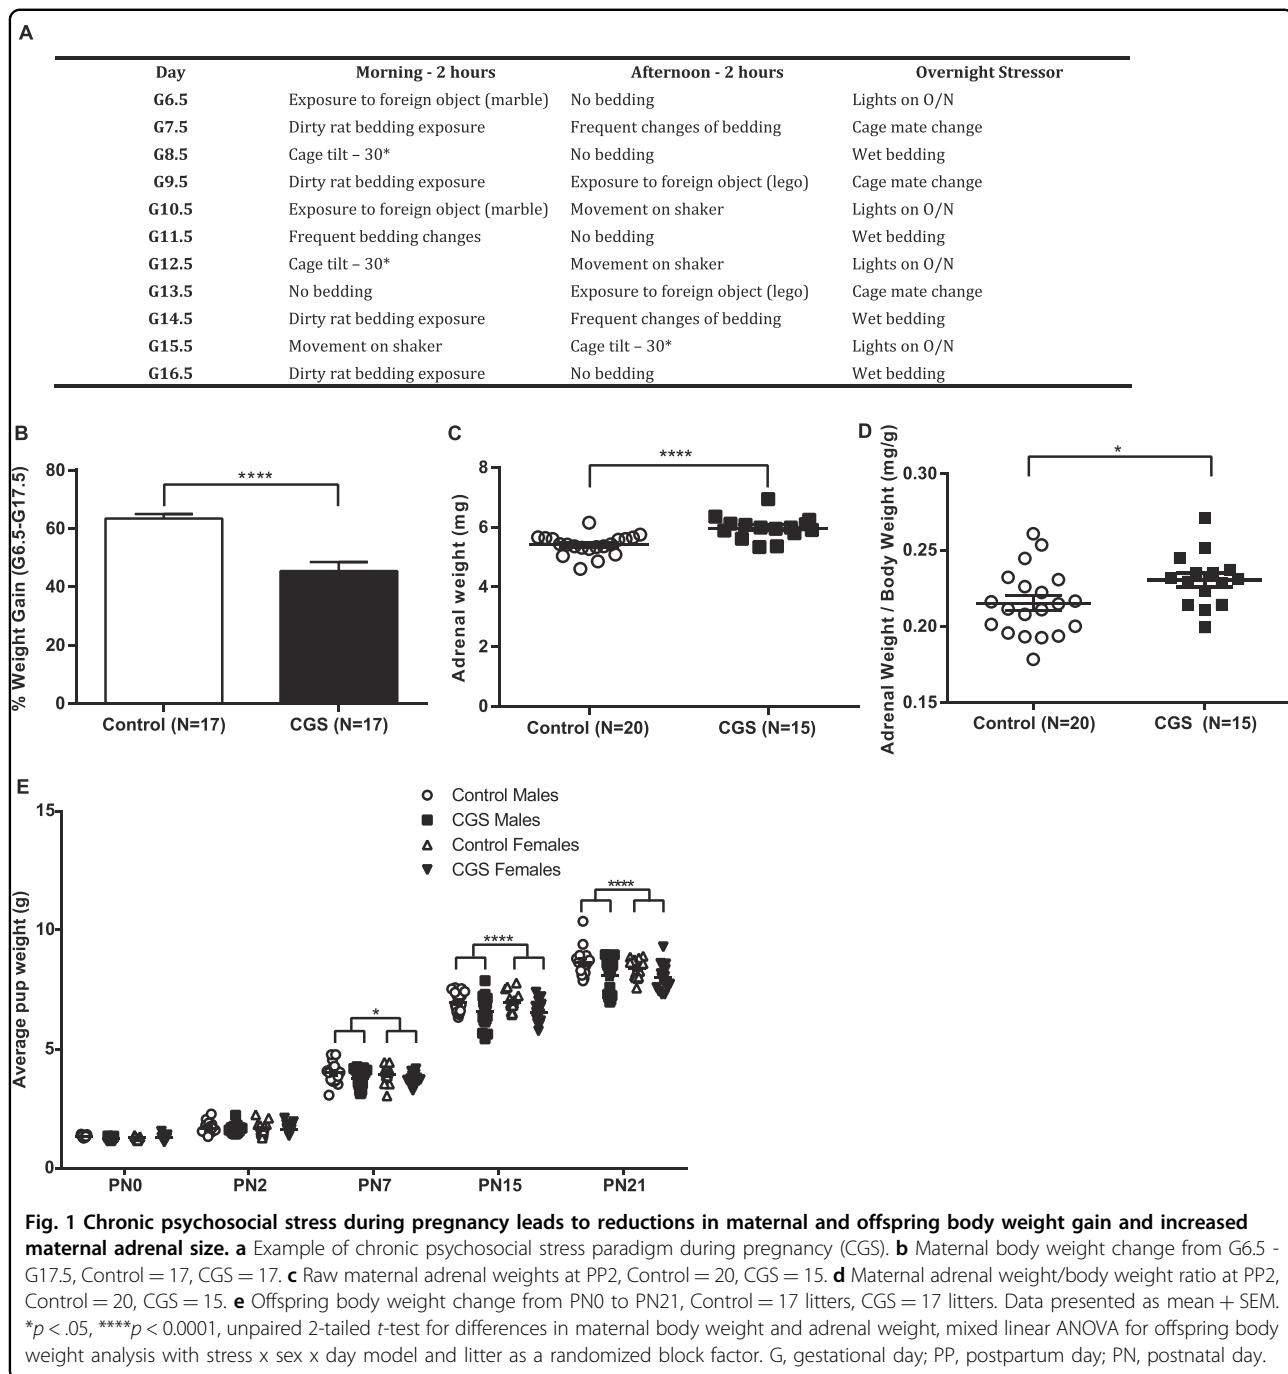 A
Day Morning - 2 hours Afternoon - 2 hours Overnight Stressor
G6.5 Exposure to foreign object (marble) No bedding Lights on O/N
G7.5 Dirty rat bedding exposure Frequent changes of bedding Cage mate change
G8.5 Cage tilt – 30* No bedding Wet bedding
G9.5 Dirty rat bedding exposure Exposure to foreign object (lego) Cage mate change
G10.5 Exposure to foreign object (marble) Movement on shaker Lights on O/N
G11.5 Frequent bedding changes No bedding Wet bedding
G12.5 Cage tilt – 30* Movement on shaker Lights on O/N
G13.5 No bedding Exposure to foreign object (lego) Cage mate change
G14.5 Dirty rat bedding exposure Frequent changes of bedding Wet bedding
G15.5 Movement on shaker Cage tilt – 30* Lights on O/N
G16.5 Dirty rat bedding exposure No bedding Wet bedding
B
% Weight Gain (G6.5-G17.5)
80
60
40
20
0
****
Control (N=17) CGS (N=17)
C
Adrenal weight (mg)
8
6
4
2
0
****
Control (N=20) CGS (N=15)
D
Adrenal Weight / Body Weight (mg/g)
0.30
0.25
0.20
0.15
*
Control (N=20) CGS (N=15)
E
Average pup weight (g)
15
10
5
0
Control Males
CGS Males
Control Females
CGS Females
*
****
****
PN0 PN2 PN7 PN15 PN21
Fig. 1 Chronic psychosocial stress during pregnancy leads to reductions in maternal and offspring body weight gain and increased
maternal adrenal size. a Example of chronic psychosocial stress paradigm during pregnancy (CGS). b Maternal body weight change from G6.5 -
G17.5, Control = 17, CGS = 17. c Raw maternal adrenal weights at PP2, Control = 20, CGS = 15. d Maternal adrenal weight/body weight ratio at PP2,
Control = 20, CGS = 15. e Offspring body weight change from PN0 to PN21, Control = 17 litters, CGS = 17 litters. Data presented as mean + SEM.
*p < .05, ****p < 0.0001, unpaired 2-tailed t-test for differences in maternal body weight and adrenal weight, mixed linear ANOVA for offspring body
weight analysis with stress x sex x day model and litter as a randomized block factor. G, gestational day; PP, postpartum day; PN, postnatal day.